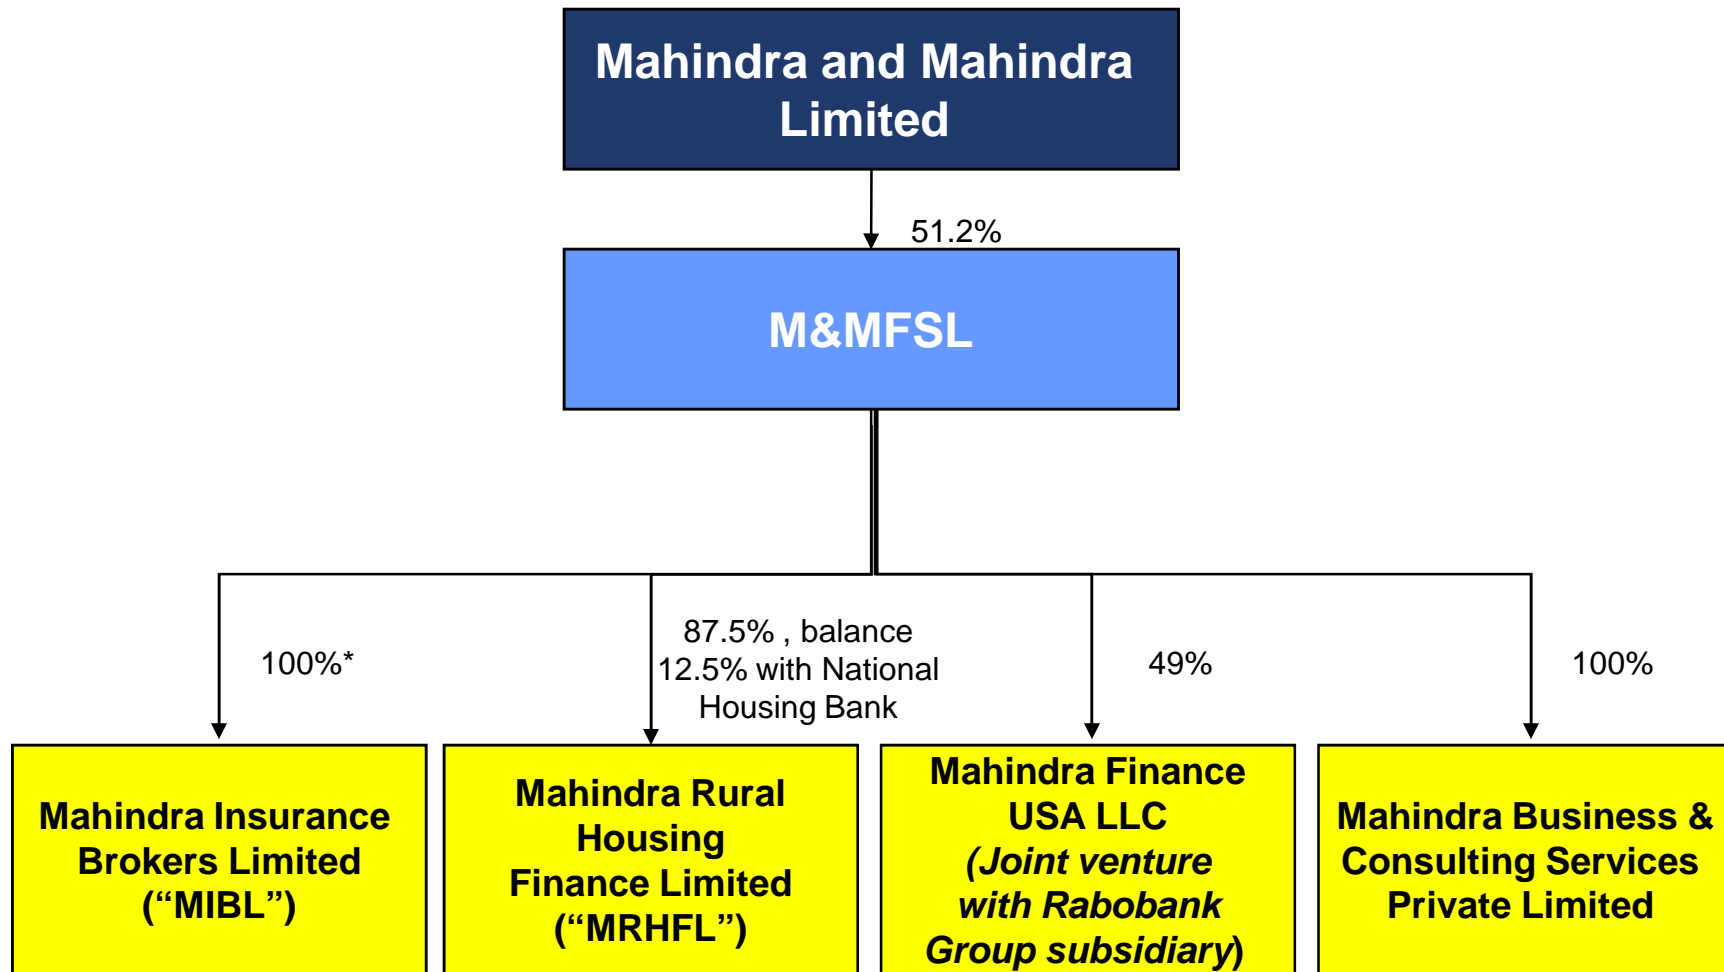 Mahindra and Mahindra
Limited
51.2%
M&MFSL
100%*
87.5% , balance
12.5% with National
Housing Bank
49%
100%
Mahindra Insurance
Brokers Limited
(“MIBL”)
Mahindra Rural
Housing
Finance Limited
(“MRHFL”)
Mahindra Finance
USA LLC
(Joint venture
with Rabobank
Group subsidiary)
Mahindra Business &
Consulting Services
Private Limited